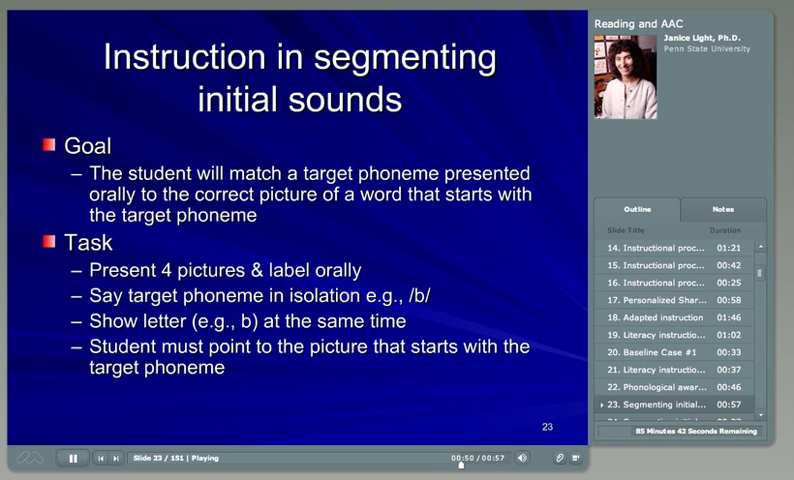 Instruction in segmenting
initial sounds
Goal
– The student will match a target phoneme presented
orally to the correct picture of a word that starts with
the target phoneme
Task
– Present 4 pictures & label orally
– Say target phoneme in isolation e.g., /b/
– Show letter (e.g., b) at the same time
– Student must point to the picture that starts with the
target phoneme
23
Slide 23 / 151 | Playing
00:50 / 00:57
Reading and AAC
Janice Light, Ph.D.
Penn State University
Outline Notes
Slide Title Duration
14. Instructional proc... 01:21
15. Instructional proc... 00:42
16. Instructional proc... 00:25
17. Personalized Shar... 00:58
18. Adapted instruction 01:46
19. Literacy instructio... 01:02
20. Baseline Case #1 00:33
21. Literacy instructio... 00:37
22. Phonological awar... 00:46
23. Segmenting initial... 00:57
85 Minutes 42 Seconds Remaining